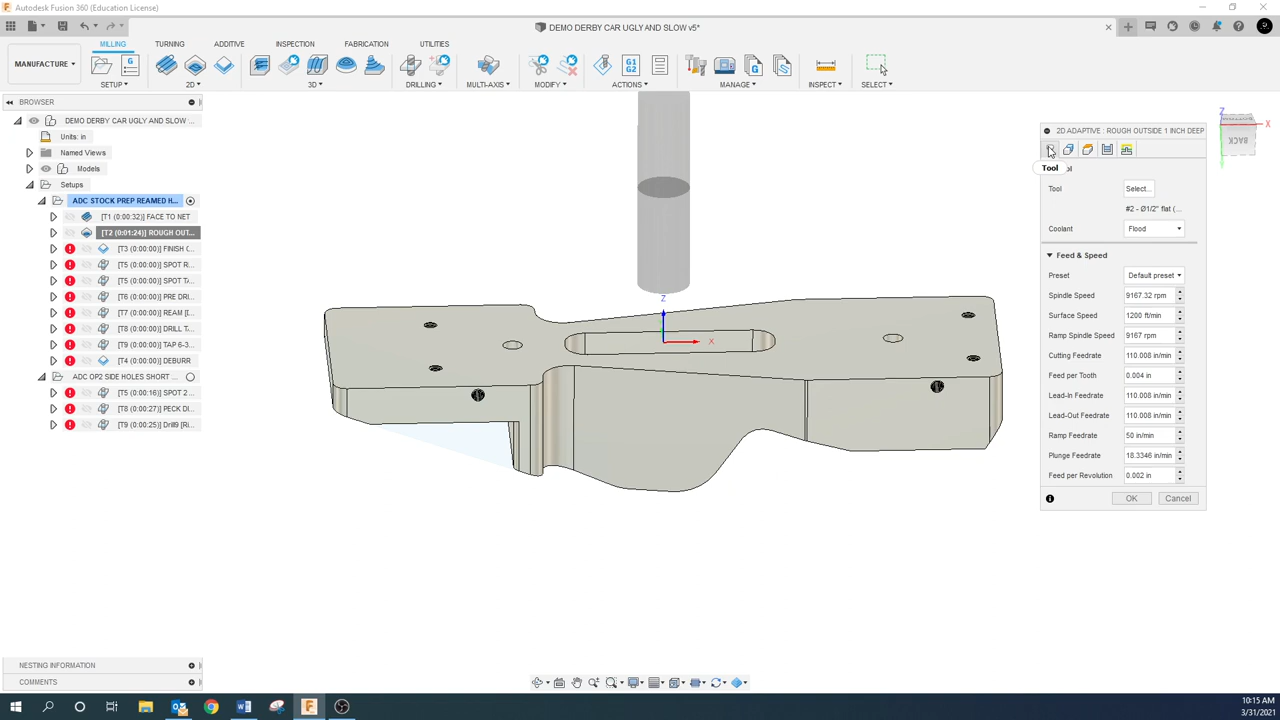 Autodesk Fusion 360 (Education License)
DEMO DERBY CAR UGLY AND SLOW v5*
MILLING TURNING ADDITIVE INSPECTION FABRICATION UTILITIES
MANUFACTURE
G1 G2
SETUP 2D 3D DRILLING MULTI-AXIS MODIFY ACTIONS MANAGE INSPECT SELECT
BROWSER
DEMO DERBY CAR UGLY AND SLOW ...
Units: in
Named Views
Models
Setups
ADC STOCK PREP REAMED H...
[T1 (0:00:32)] FACE TO NET
[T2 (0:01:24)] ROUGH OUT...
[T3 (0:00:00)] FINISH O...
[T5 (0:00:00)] SPOT R...
[T5 (0:00:00)] SPOT TA...
[T6 (0:00:00)] PRE DRI...
[T7 (0:00:00)] REAM [D...
[T8 (0:00:00)] DRILL T...
[T9 (0:00:00)] TAP 6-3...
[T4 (0:00:00)] DEBURR
ADC OP2 SIDE HOLES SHORT ...
[T5 (0:00:16)] SPOT 2 ...
[T8 (0:00:27)] PECK DI...
[T9 (0:00:25)] Drill9 [Ri...
Z
X
Z
X
BACK
2D ADAPTIVE : ROUGH OUTSIDE 1 INCH DEEP
Tool
Tool Select...
#2 - Ø1/2" flat (...
Coolant Flood
Feed & Speed
Preset Default preset
Spindle Speed 9167.32 rpm
Surface Speed 1200 ft/min
Ramp Spindle Speed 9167 rpm
Cutting Feedrate 110.008 in/min
Feed per Tooth 0.004 in
Lead-In Feedrate 110.008 in/min
Lead-Out Feedrate 110.008 in/min
Ramp Feedrate 50 in/min
Plunge Feedrate 18.3346 in/min
Feed per Revolution 0.002 in
OK Cancel
NESTING INFORMATION
COMMENTS
10:15 AM
3/31/2021